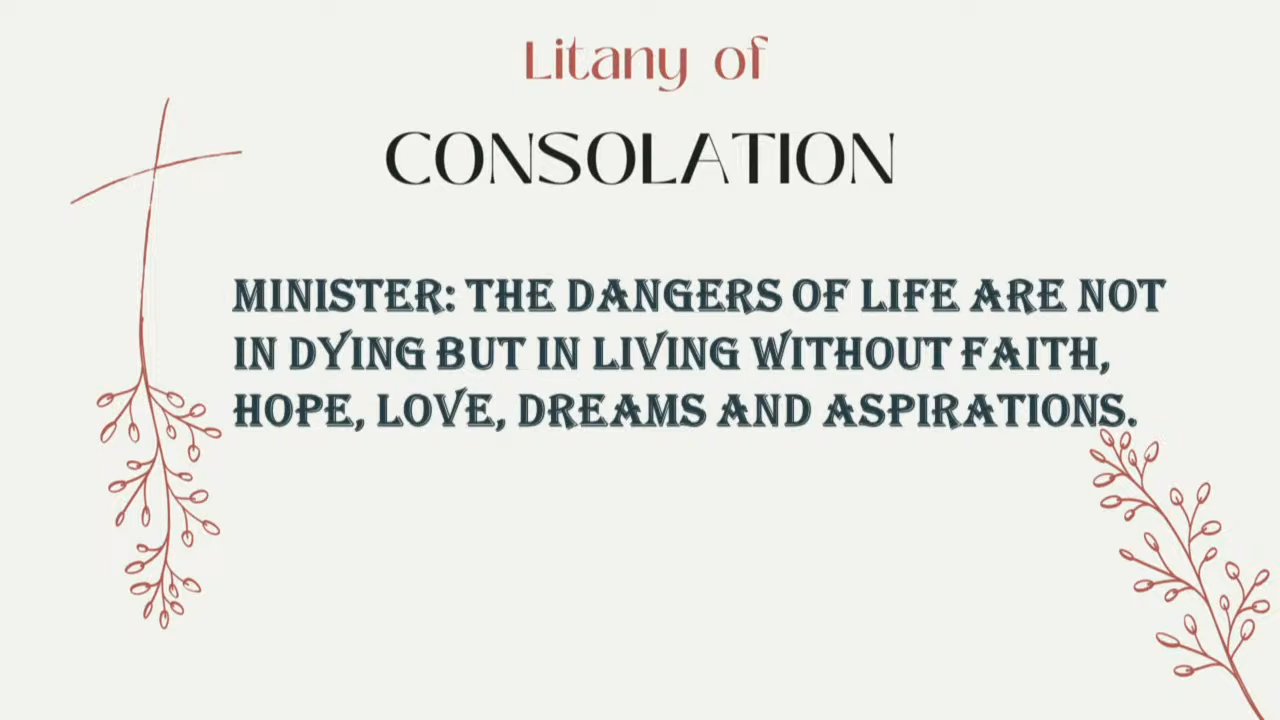 Litany of
CONSOLATION
MINISTER: THE DANGERS OF LIFE ARE NOT
IN DYING BUT IN LIVING WITHOUT FAITH,
HOPE, LOVE, DREAMS AND ASPIRATIONS.